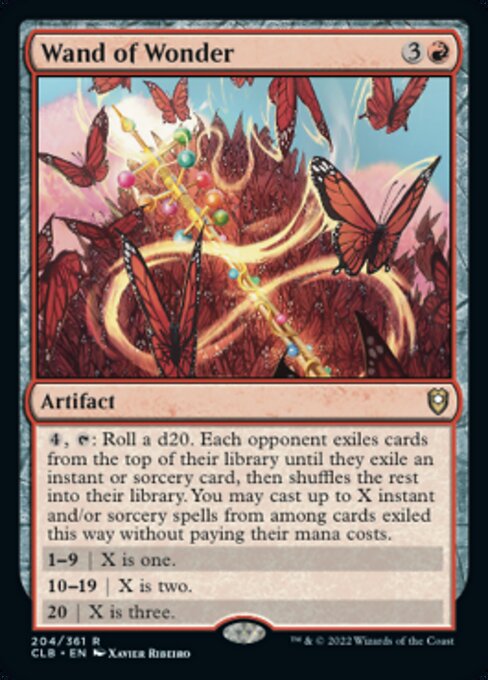 Wand of Wonder 3
Artifact
4, T: Roll a d20. Each opponent exiles cards
from the top of their library until they exile an
instant or sorcery card, then shuffles the rest
into their library. You may cast up to X instant
and/or sorcery spells from among cards exiled
this way without paying their mana costs.
1–9 | X is one.
10–19 | X is two.
20 | X is three.
204/361 R
CLB • EN Xavier Ribeiro
™ & © 2022 Wizards of the Coast